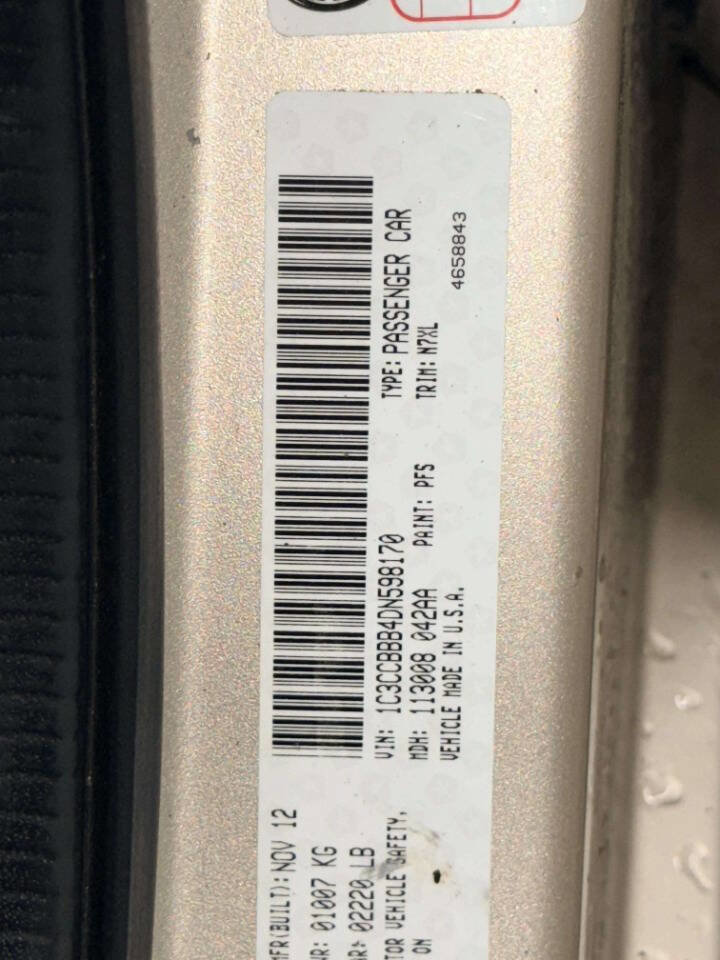 MFR(BUILT): NOV 12
01007 KG
02220 LB
VEHICLE SAFETY,
ON
VIN: 1C3CCBBB4DN598170
TYPE: PASSENGER CAR
MDH: 113008 042AA
PAINT: PFS
TRIM: N7XL
VEHICLE MADE IN U.S.A.
4658843